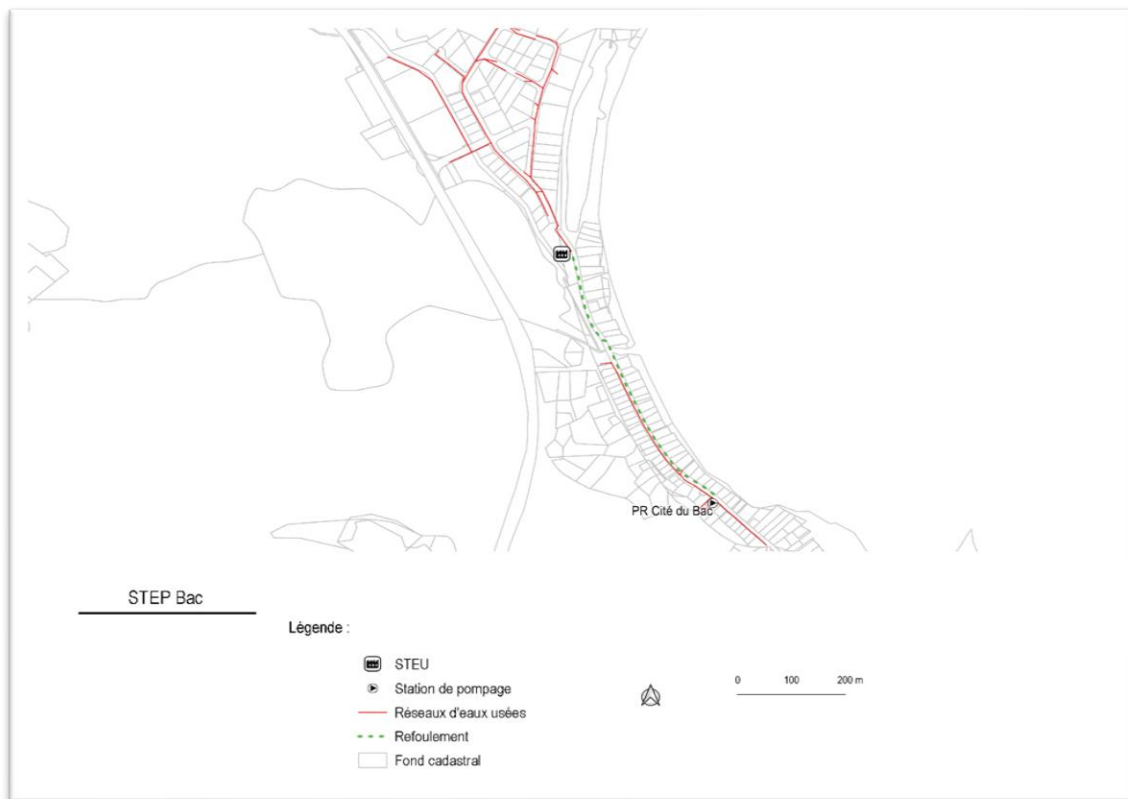 PR Cité du Bac
STEP Bac
Légende :
STEU
Station de pompage
Réseaux d'eaux usées
Refoulement
Fond cadastral
0 100 200 m